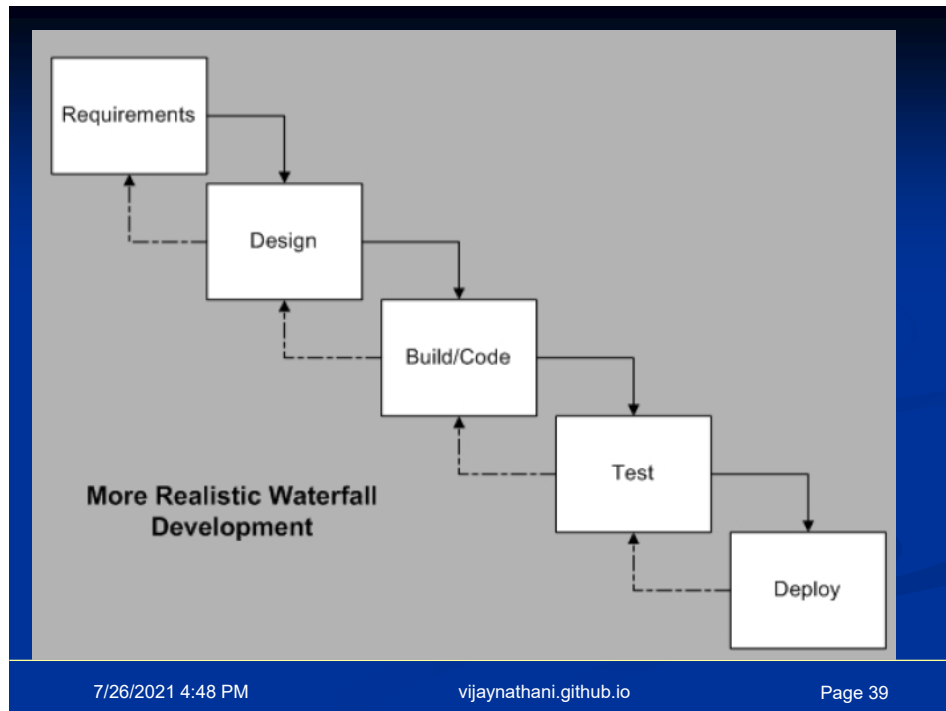 Requirements
Design
Build/Code
Test
Deploy
More Realistic Waterfall
Development
7/26/2021 4:48 PM
vijaynathani.github.io
Page 39